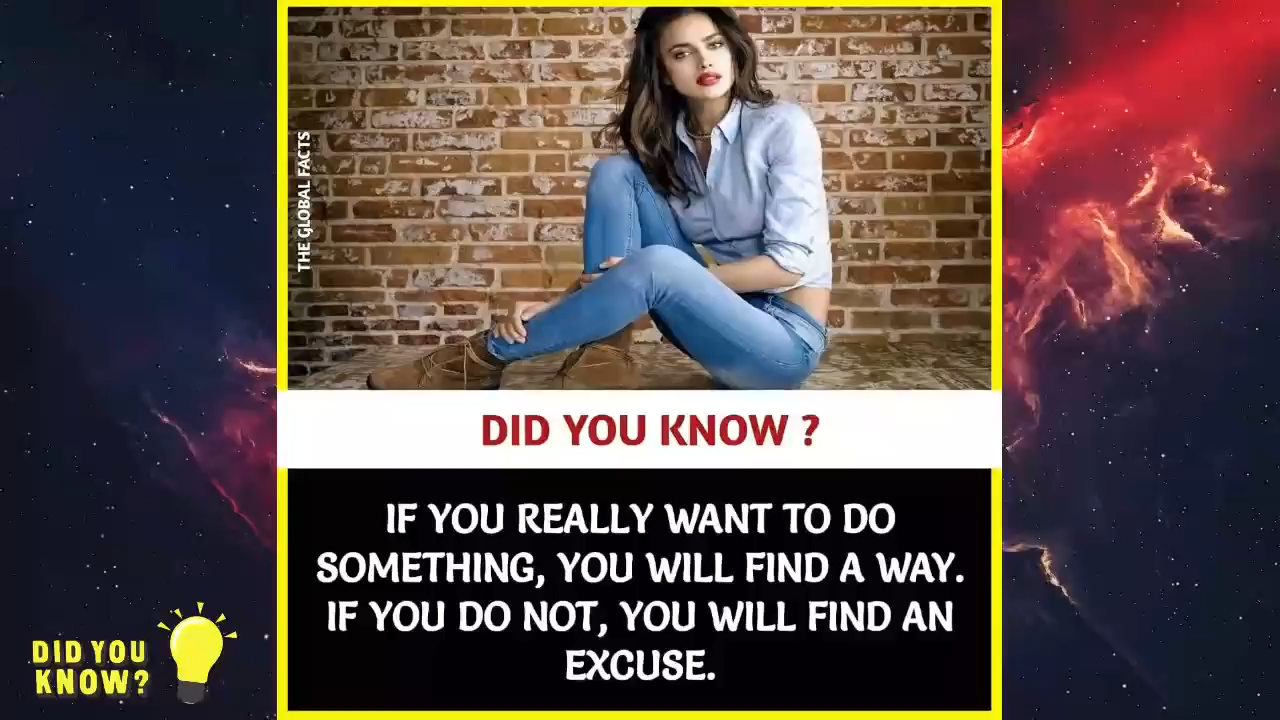 THE GLOBAL FACTS
DID YOU KNOW ?
IF YOU REALLY WANT TO DO
SOMETHING, YOU WILL FIND A WAY.
IF YOU DO NOT, YOU WILL FIND AN
EXCUSE.
DID YOU
KNOW?